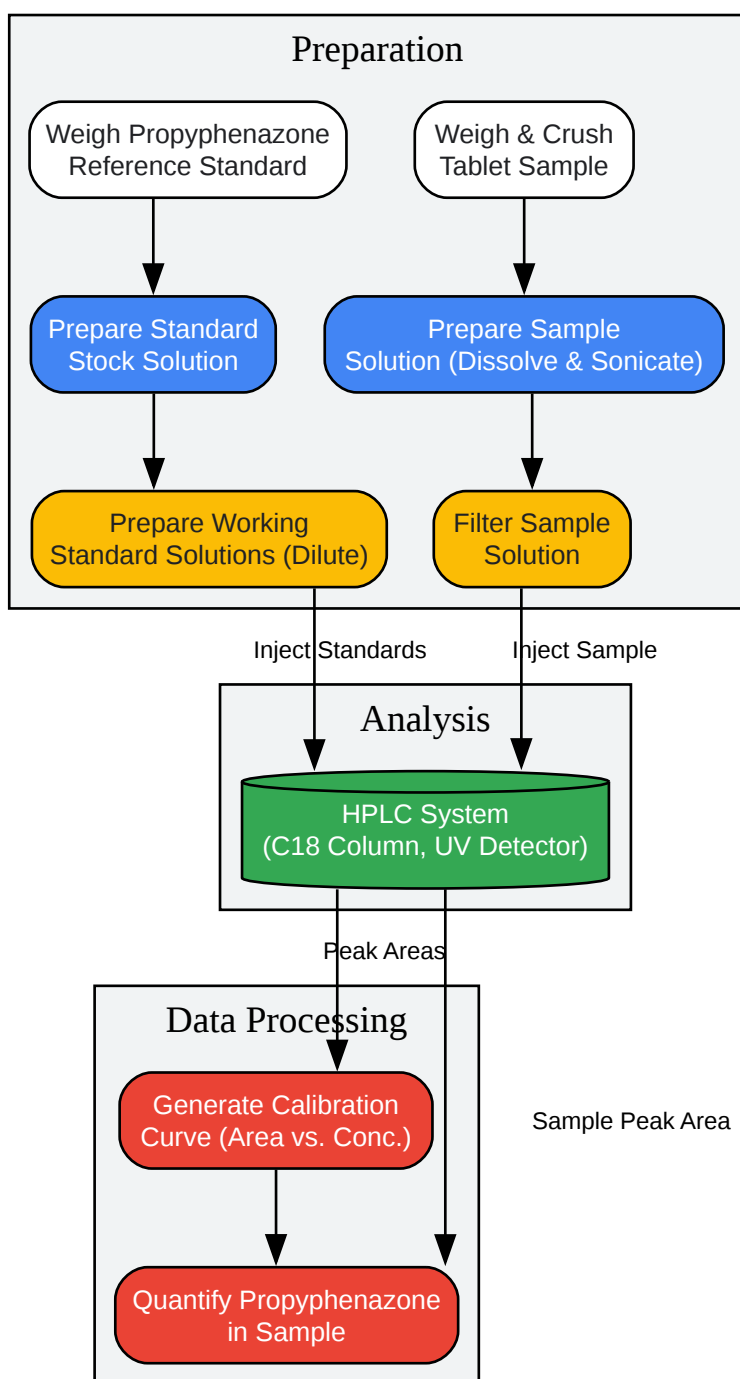 Preparation
Weigh Propyphenazone
Reference Standard
Weigh & Crush
Tablet Sample
Prepare Standard
Stock Solution
Prepare Sample
Solution (Dissolve & Sonicate)
Prepare Working
Standard Solutions (Dilute)
Filter Sample
Solution
Inject Standards
Inject Sample
Analysis
HPLC System
(C18 Column, UV Detector)
Peak Areas
Data Processing
Generate Calibration
Curve (Area vs. Conc.)
Sample Peak Area
Quantify Propyphenazone
in Sample